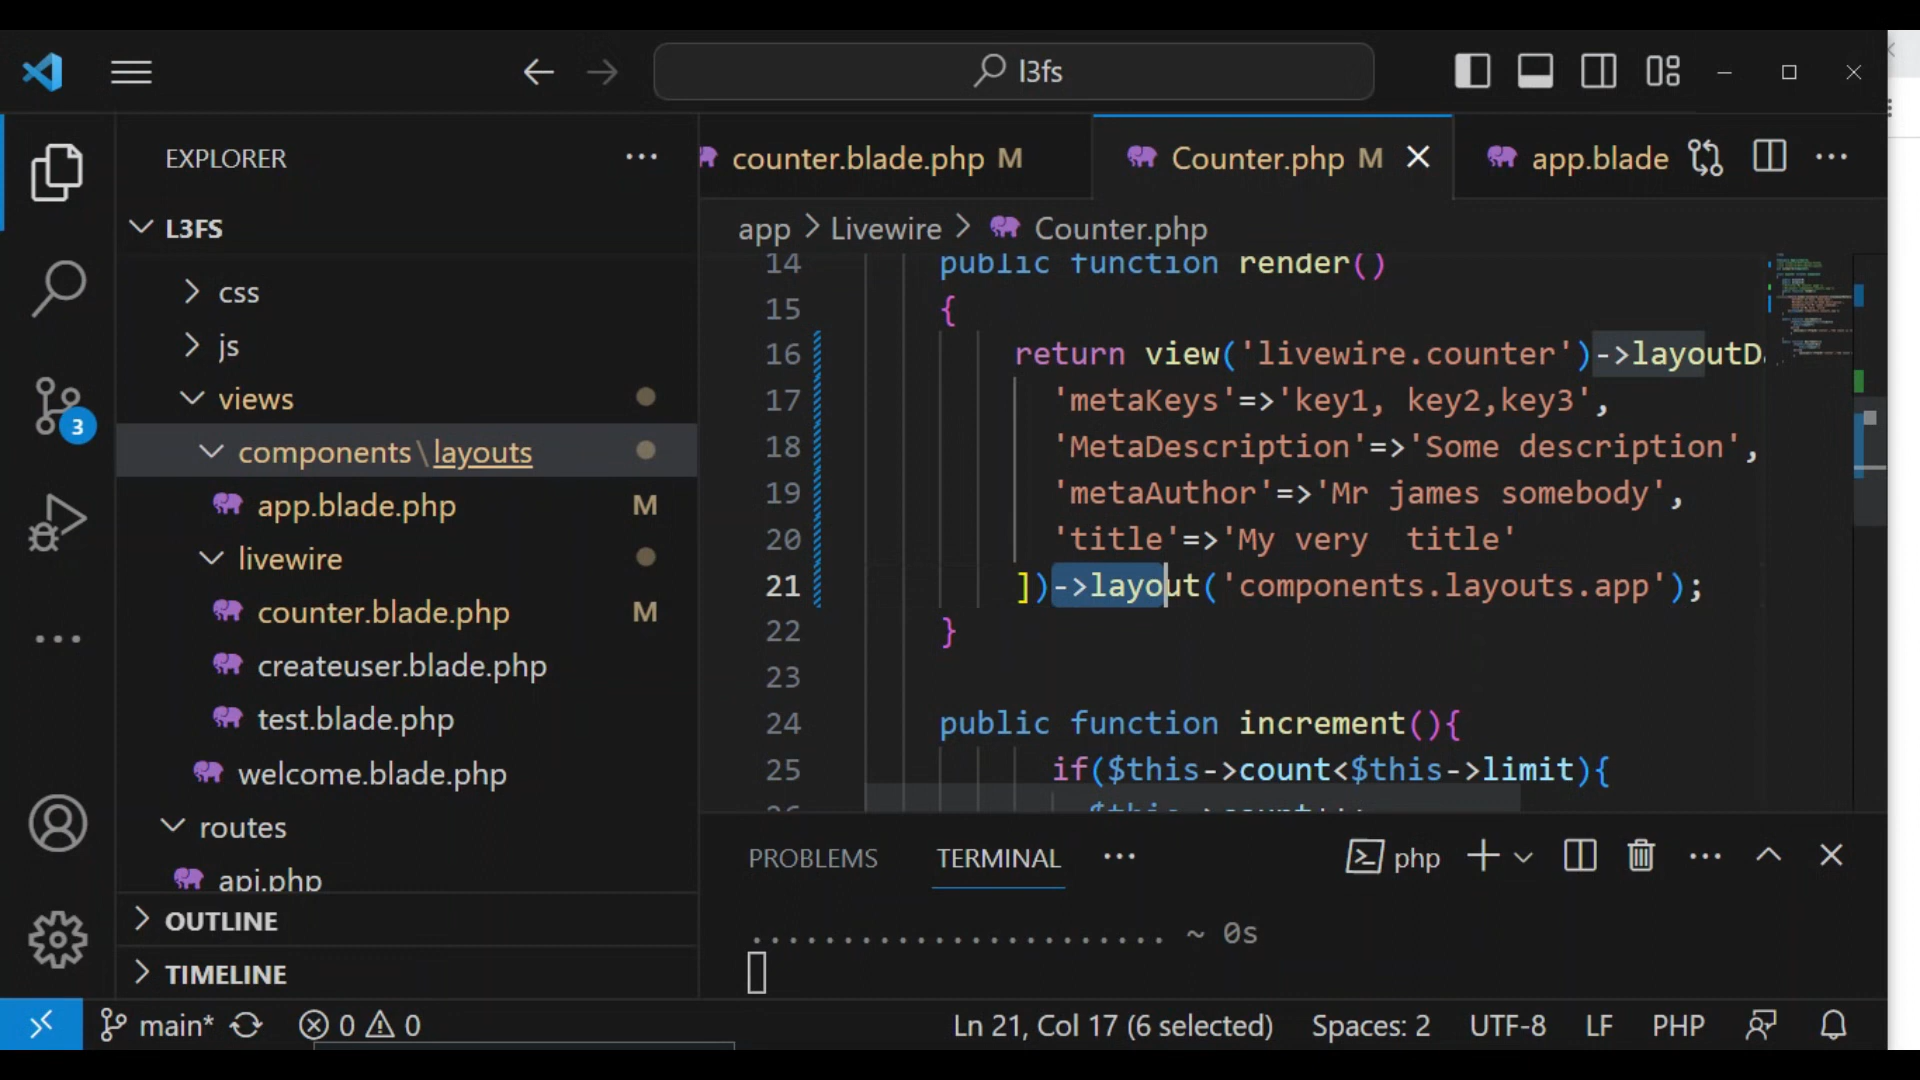 l3fs
EXPLORER
L3FS
css
js
views
components\layouts
app.blade.php M
livewire
counter.blade.php M
createuser.blade.php
test.blade.php
welcome.blade.php
routes
api.php
OUTLINE
TIMELINE
3
counter.blade.php M
Counter.php M
app.blade
app > Livewire > Counter.php
14 public function render()
15 {
16 return view('livewire.counter')->layoutD
17 'metaKeys'=>'key1, key2,key3',
18 'MetaDescription'=>'Some description',
19 'metaAuthor'=>'Mr james somebody',
20 'title'=>'My very  title'
21 ])->layout('components.layouts.app');
22 }
23
24 public function increment(){
25 if($this->count<$this->limit){
PROBLEMS TERMINAL ... php
....................... ~ 0s
main* 0 0 Ln 21, Col 17 (6 selected) Spaces: 2 UTF-8 LF PHP